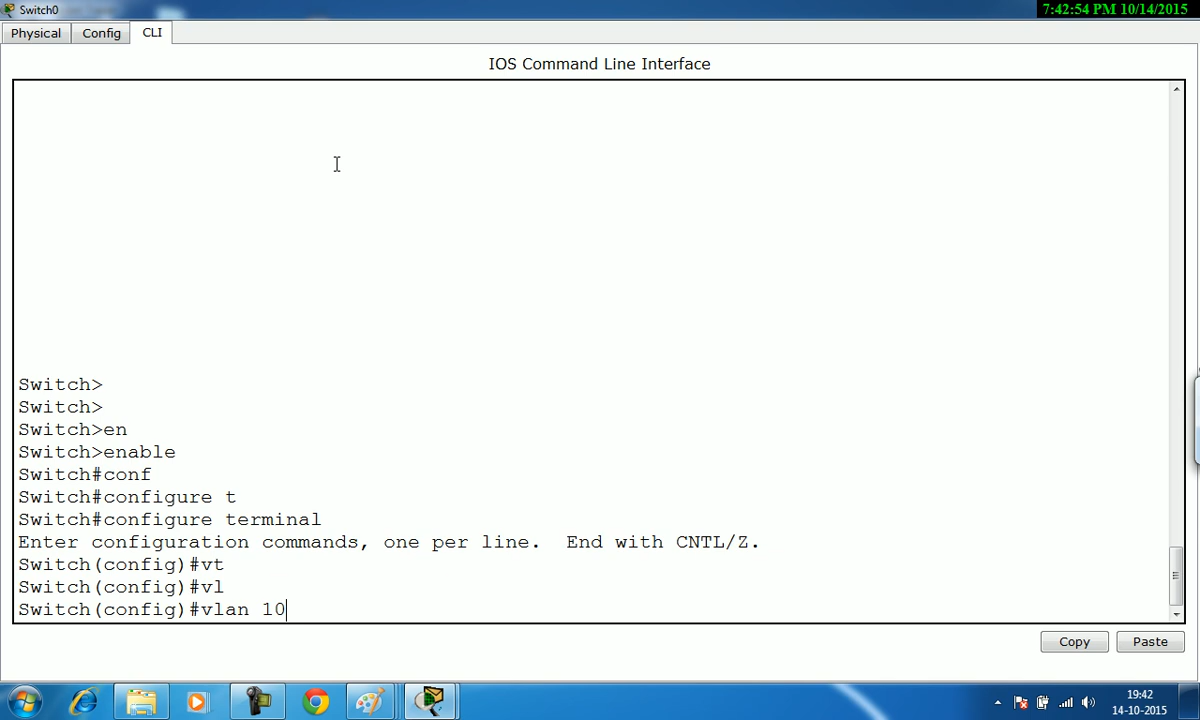 Switch0
7:42:54 PM 10/14/2015
Physical Config CLI
IOS Command Line Interface
Switch>
Switch>
Switch>en
Switch>enable
Switch#conf
Switch#configure t
Switch#configure terminal
Enter configuration commands, one per line.  End with CNTL/Z.
Switch(config)#vt
Switch(config)#vl
Switch(config)#vlan 10
Copy Paste
19:42
14-10-2015